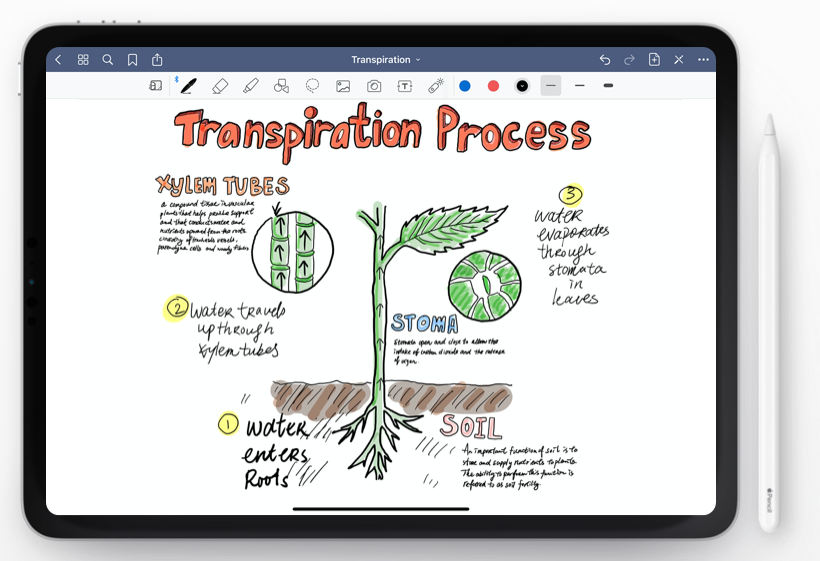 Transpiration
T
Transpiration Process
XYLEM TUBES
a compound tissue in vascular
plants that helps provide support
and that conducts water and
nutrients upward from the roots
consisting of tracheids vessels,
parenchyma cells and woody fibers
3
water
evaporates
through
stomata
in
leaves
2 Water travels
up through
xylem tubes
STOMA
Stomata open and close to allow the
intake of carbon dioxide and the release
of oxygen
1 Water
enters
Roots
SOIL
An important function of soil is to
store and supply nutrients to plants.
The ability to perform this function is
referred to as soil fertility.
Pencil